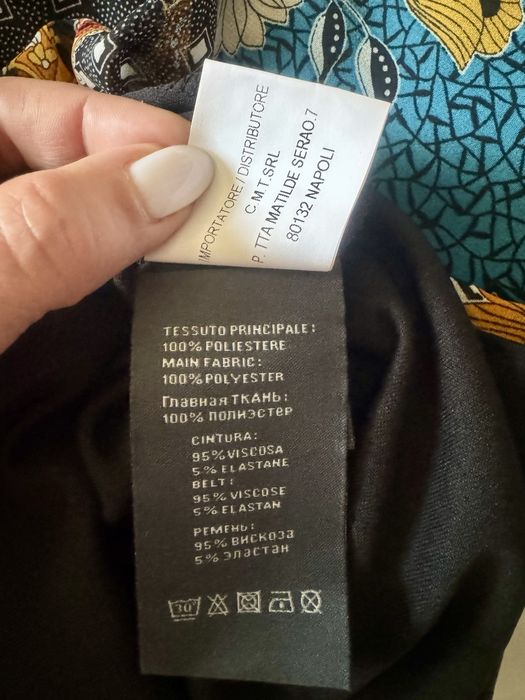 IMPORTATORE / DISTRIBUTORE
C.M.T.SRL
P. TTA MATILDE SERAO.7
80132 NAPOLI
TESSUTO PRINCIPALE:
100% POLIESTERE
MAIN FABRIC:
100% POLYESTER
Главная ТКАНЬ:
100% ПОЛИЭСТЕР
CINTURA:
95% VISCOSA
5% ELASTANE
BELT:
95% VISCOSE
5% ELASTAN
РЕМЕНЬ:
95% ВИСКОЗА
5% ЭЛАСТАН
30°